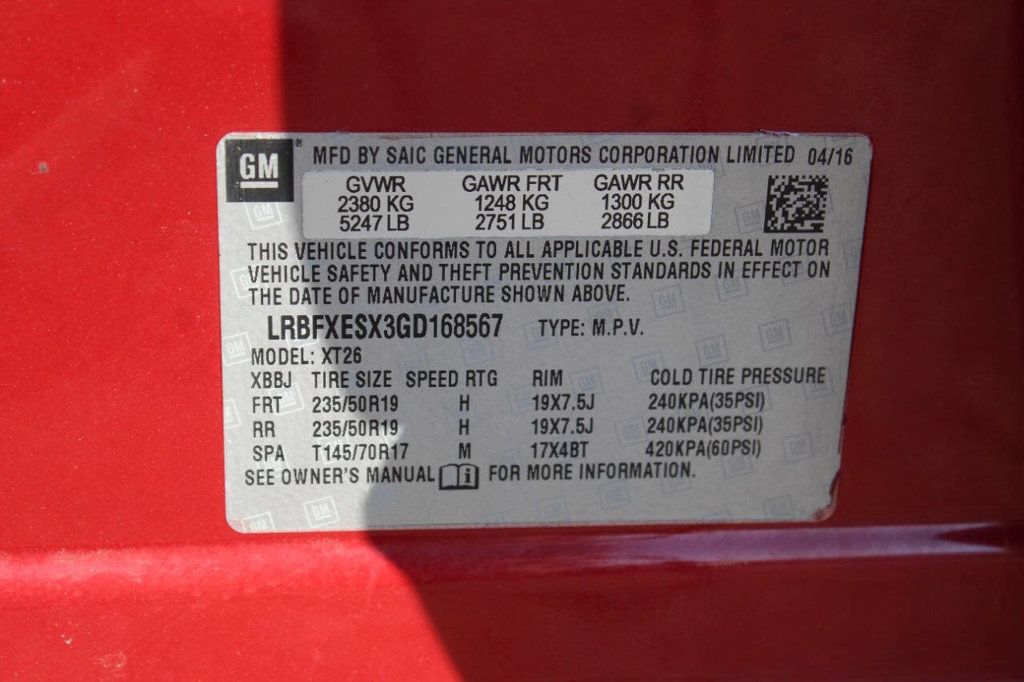 GM
MFD BY SAIC GENERAL MOTORS CORPORATION LIMITED 04/16
GVWR GAWR FRT GAWR RR
2380 KG 1248 KG 1300 KG
5247 LB 2751 LB 2866 LB
THIS VEHICLE CONFORMS TO ALL APPLICABLE U.S. FEDERAL MOTOR
VEHICLE SAFETY AND THEFT PREVENTION STANDARDS IN EFFECT ON
THE DATE OF MANUFACTURE SHOWN ABOVE.
LRBFXESX3GD168567 TYPE: M.P.V.
MODEL: XT26
XBBJ TIRE SIZE SPEED RTG RIM COLD TIRE PRESSURE
FRT 235/50R19 H 19X7.5J 240KPA(35PSI)
RR 235/50R19 H 19X7.5J 240KPA(35PSI)
SPA T145/70R17 M 17X4BT 420KPA(60PSI)
SEE OWNER'S MANUAL i FOR MORE INFORMATION.